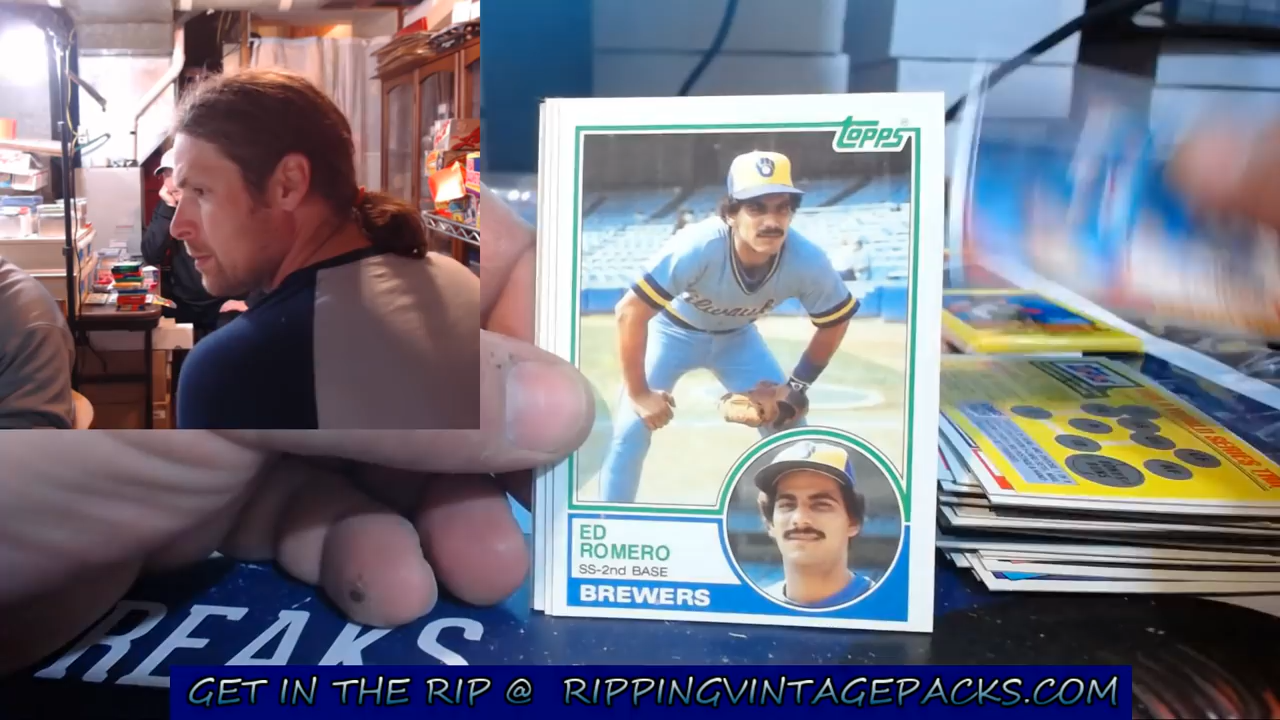 topps
Milwaukee
ED
ROMERO
SS-2nd BASE
BREWERS
REAKS
GET IN THE RIP @ RIPPINGVINTAGEPACKS.COM